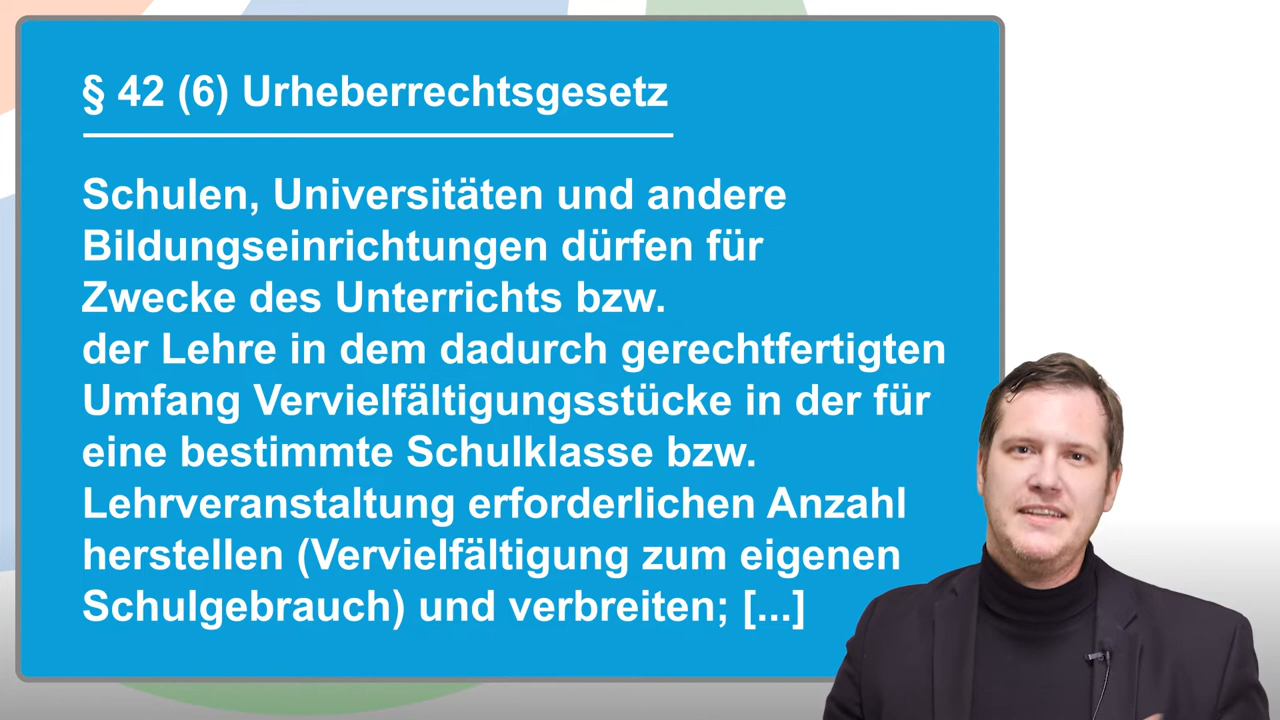 § 42 (6) Urheberrechtsgesetz
Schulen, Universitäten und andere
Bildungseinrichtungen dürfen für
Zwecke des Unterrichts bzw.
der Lehre in dem dadurch gerechtfertigten
Umfang Vervielfältigungsstücke in der für
eine bestimmte Schulklasse bzw.
Lehrveranstaltung erforderlichen Anzahl
herstellen (Vervielfältigung zum eigenen
Schulgebrauch) und verbreiten; [...]